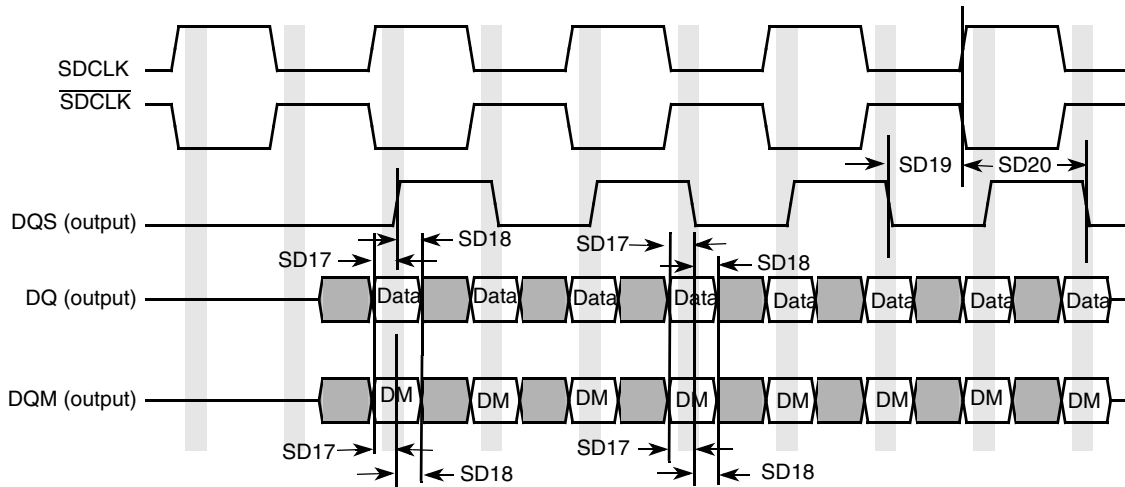 SDCLK
SDCLK
SD19 SD20
DQS (output)
SD18 SD17
SD17 SD18
DQ (output) Data Data Data Data Data Data Data Data
DQM (output) DM DM DM DM DM DM DM DM
SD17 SD17
SD18 SD18